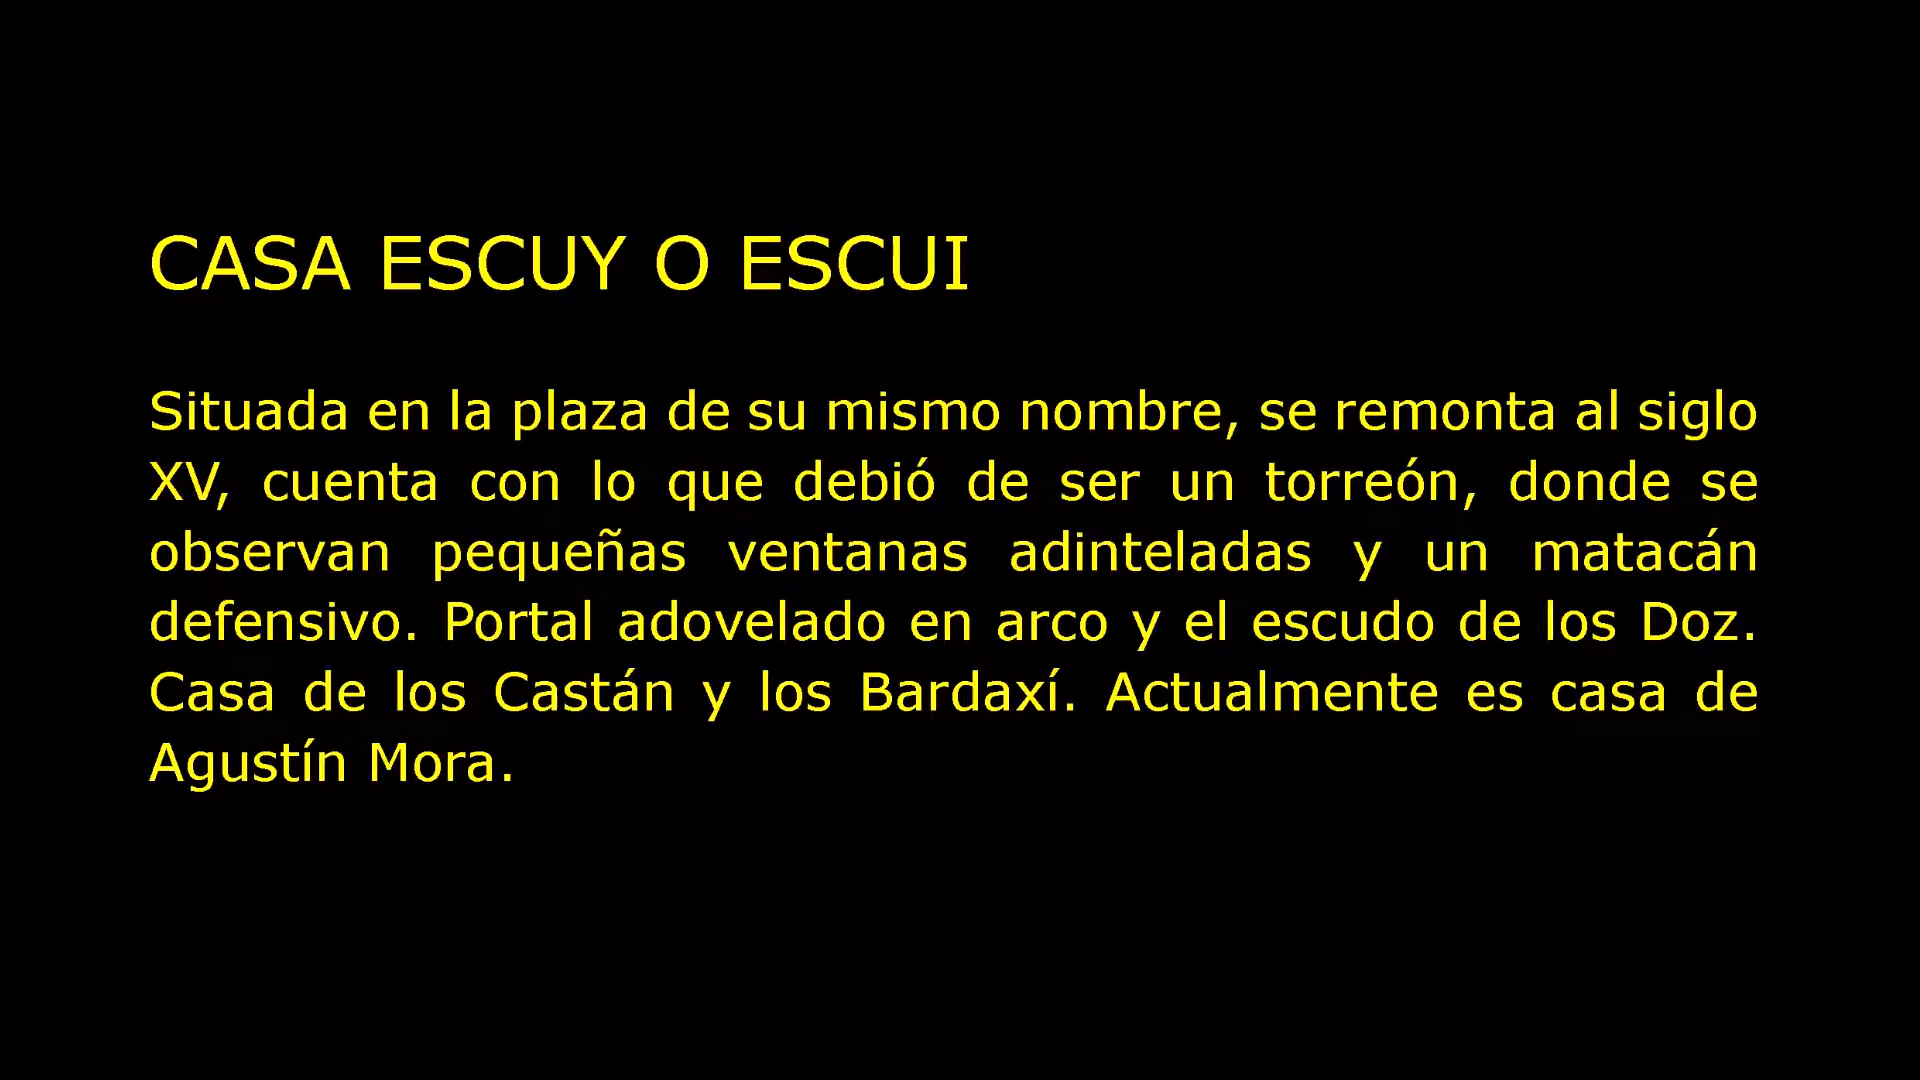 CASA ESCUY O ESCUI
Situada en la plaza de su mismo nombre, se remonta al siglo
XV, cuenta con lo que debió de ser un torreón, donde se
observan pequeñas ventanas adinteladas y un matacán
defensivo. Portal adovelado en arco y el escudo de los Doz.
Casa de los Castán y los Bardaxí. Actualmente es casa de
Agustín Mora.